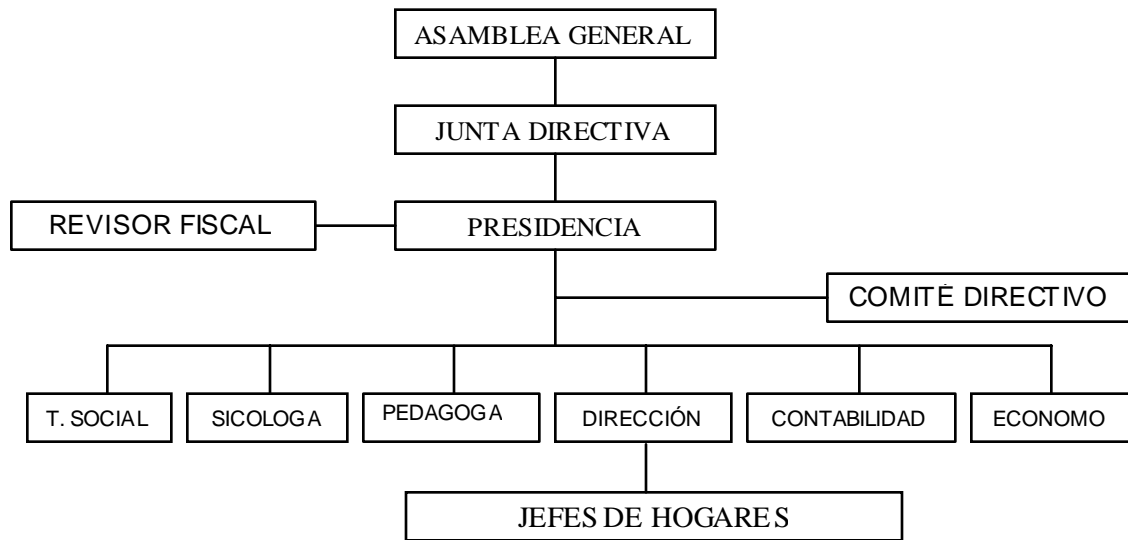 ASAMBLEA GENERAL
JUNTA DIRECTIVA
REVISOR FISCAL
PRESIDENCIA
COMITÉ DIRECTIVO
T. SOCIAL
SICOLOGA
PEDAGOGA
DIRECCIÓN
CONTABILIDAD
ECONOMO
JEFES DE HOGARES